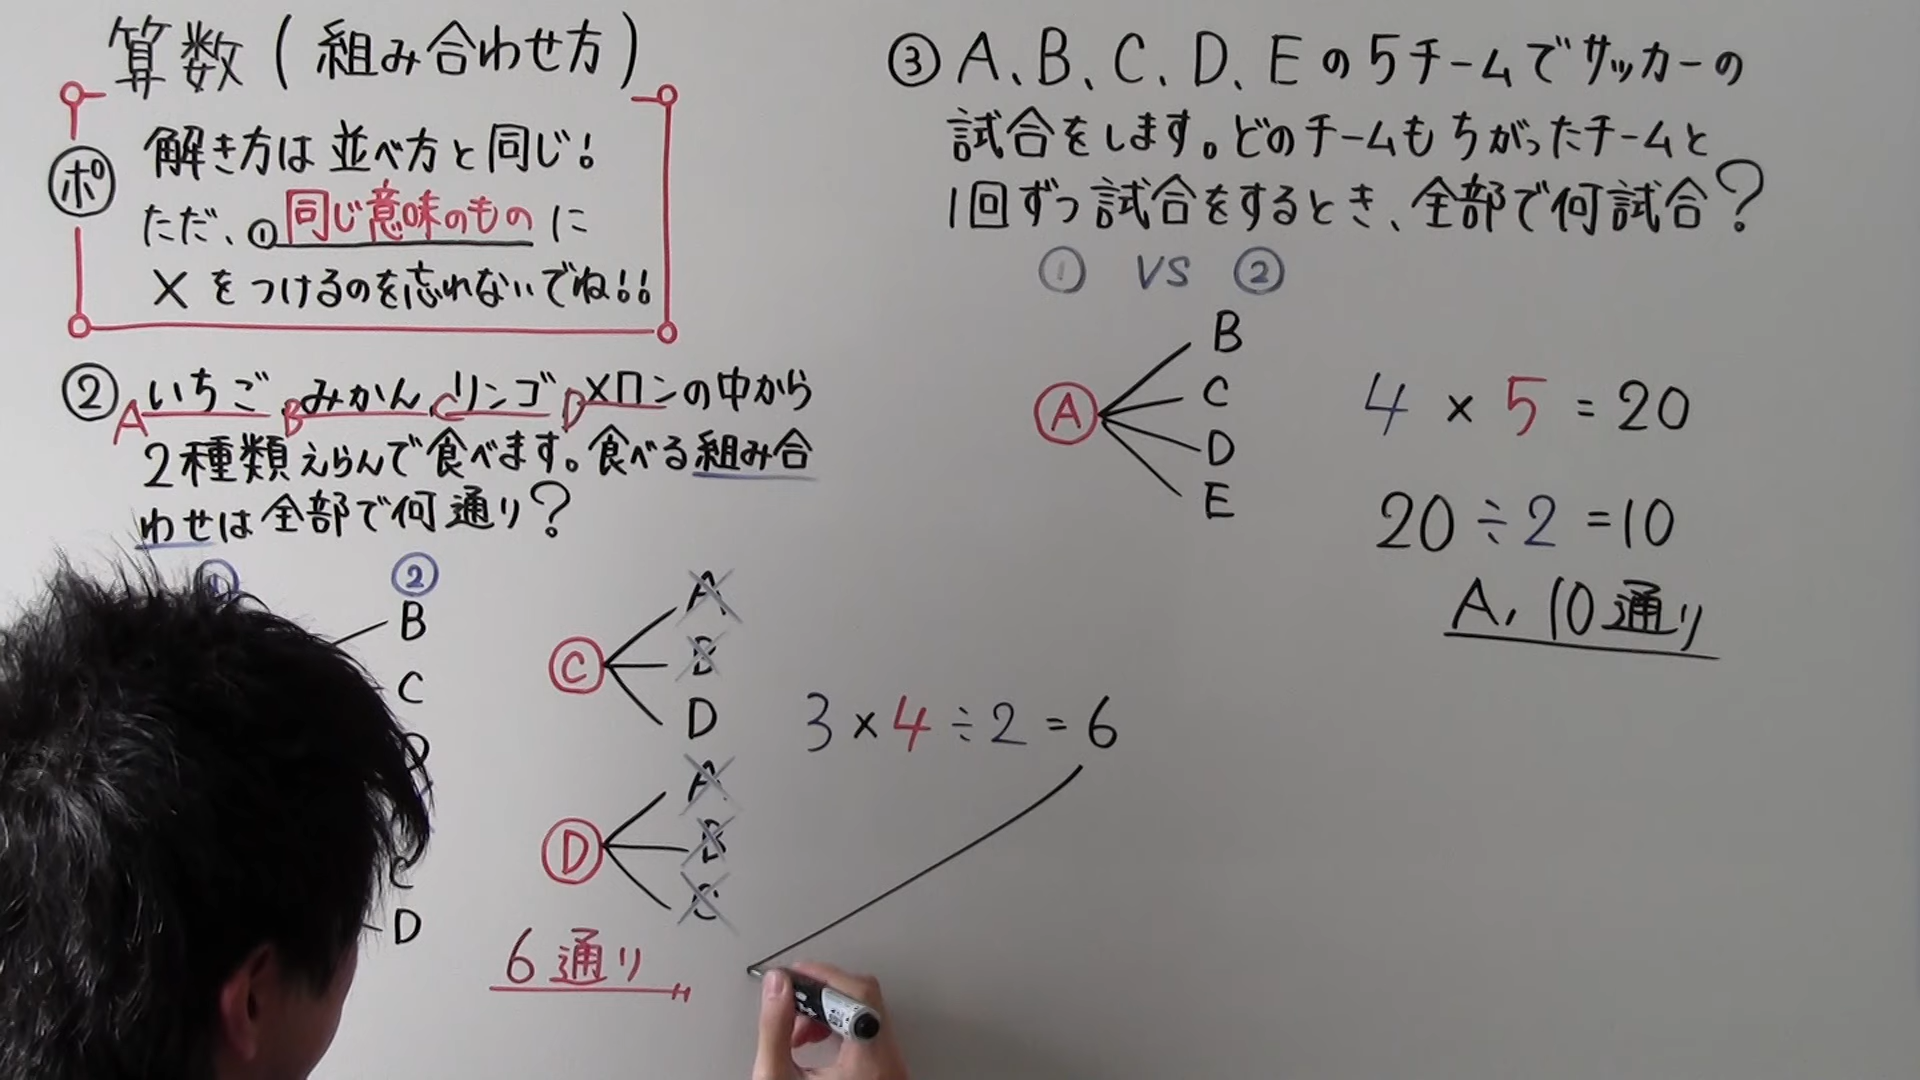 算数(組み合わせ方)
ポ
解き方は並べ方と同じ!
ただ、①同じ意味のものに
×をつけるのを忘れないでね!!
② いちご、みかん、リンゴ、メロンの中から
A B C D
2種類えらんで食べます。食べる組み合
わせは全部で何通り?
②
B
C
D
C
D
C
A
B
D
D
A
B
C
6通り
3×4÷2=6
③ A、B、C、D、Eの5チームでサッカーの
試合をします。どのチームもちがったチームと
1回ずつ試合をするとき、全部で何試合?
① VS ②
A
B
C
D
E
4×5=20
20÷2=10
A, 10通り